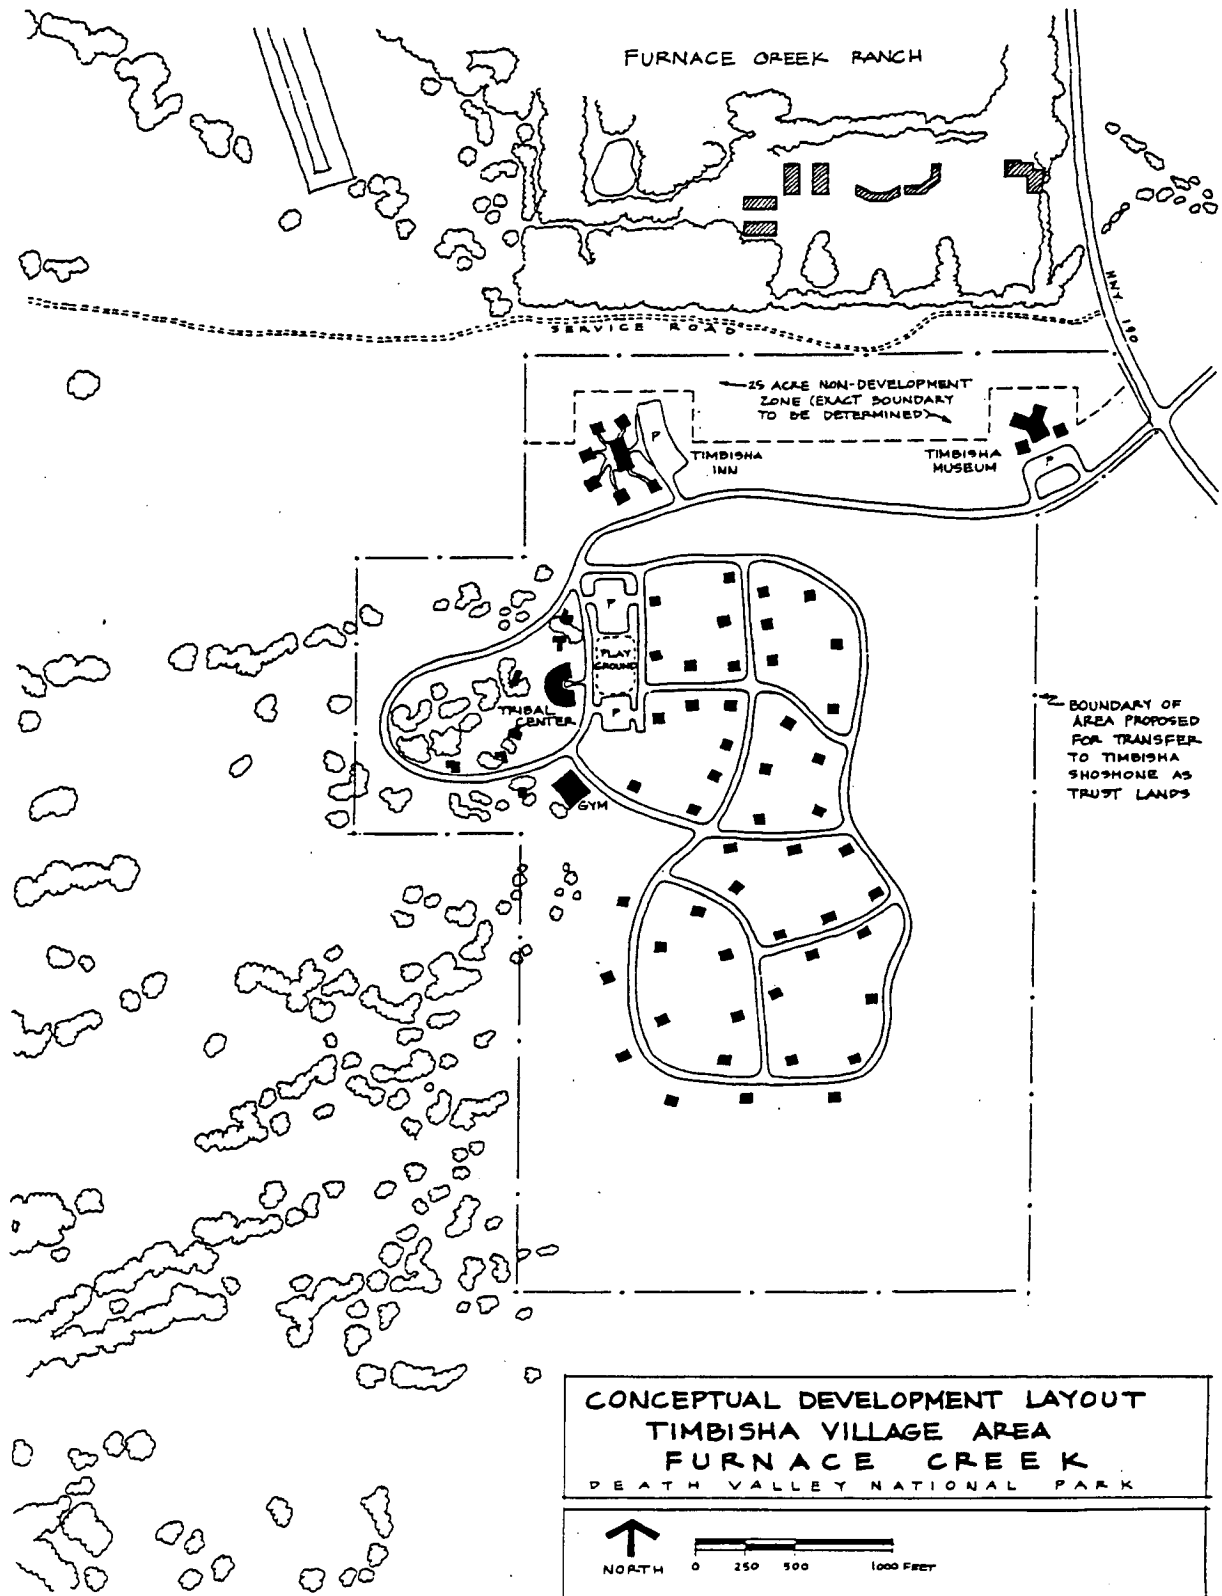 FURNACE CREEK RANCH
HWY 190
SERVICE ROAD
25 ACRE NON-DEVELOPMENT
ZONE (EXACT BOUNDARY
TO BE DETERMINED)
P
TIMBISHA
INN
TIMBISHA
MUSEUM
P
P
PLAY
GROUND
TRIBAL
CENTER
P
BOUNDARY OF
AREA PROPOSED
FOR TRANSFER
TO TIMBISHA
SHOSHONE AS
TRUST LANDS
GYM
CONCEPTUAL DEVELOPMENT LAYOUT
TIMBISHA VILLAGE AREA
FURNACE CREEK
DEATH VALLEY NATIONAL PARK
NORTH
0 250 500 1000 FEET